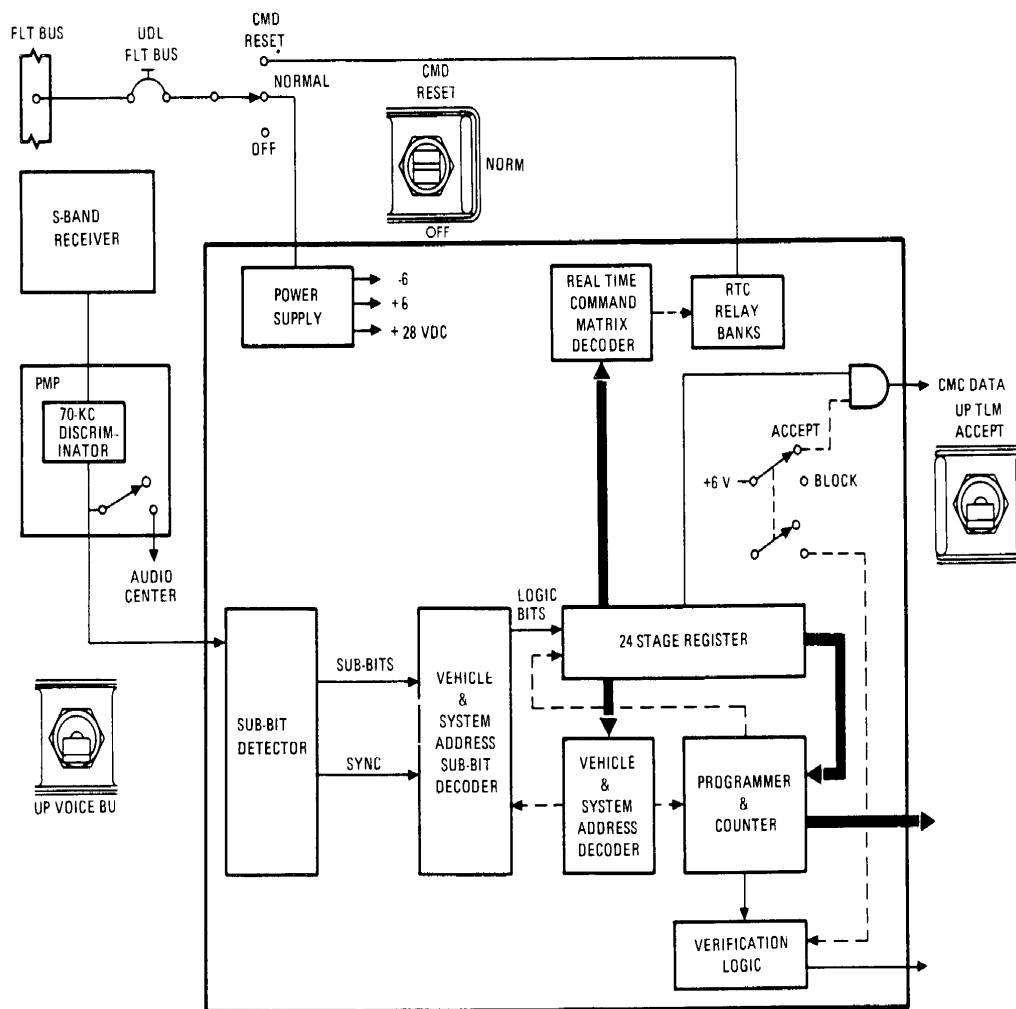 FLT BUS
UDL
FLT BUS
CMD
RESET
NORMAL
OFF
CMD
RESET
NORM
OFF
S-BAND
RECEIVER
POWER
SUPPLY
-6
+6
+ 28 VDC
REAL TIME
COMMAND
MATRIX
DECODER
RTC
RELAY
BANKS
PMP
70-KC
DISCRIM-
INATOR
AUDIO
CENTER
CMC DATA
UP TLM
ACCEPT
ACCEPT
+6 V
BLOCK
LOGIC
BITS
24 STAGE REGISTER
SUB-BIT
DETECTOR
SUB-BITS
SYNC
VEHICLE
&
SYSTEM
ADDRESS
SUB-BIT
DECODER
VEHICLE
&
SYSTEM
ADDRESS
DECODER
PROGRAMMER
&
COUNTER
UP VOICE BU
VERIFICATION
LOGIC